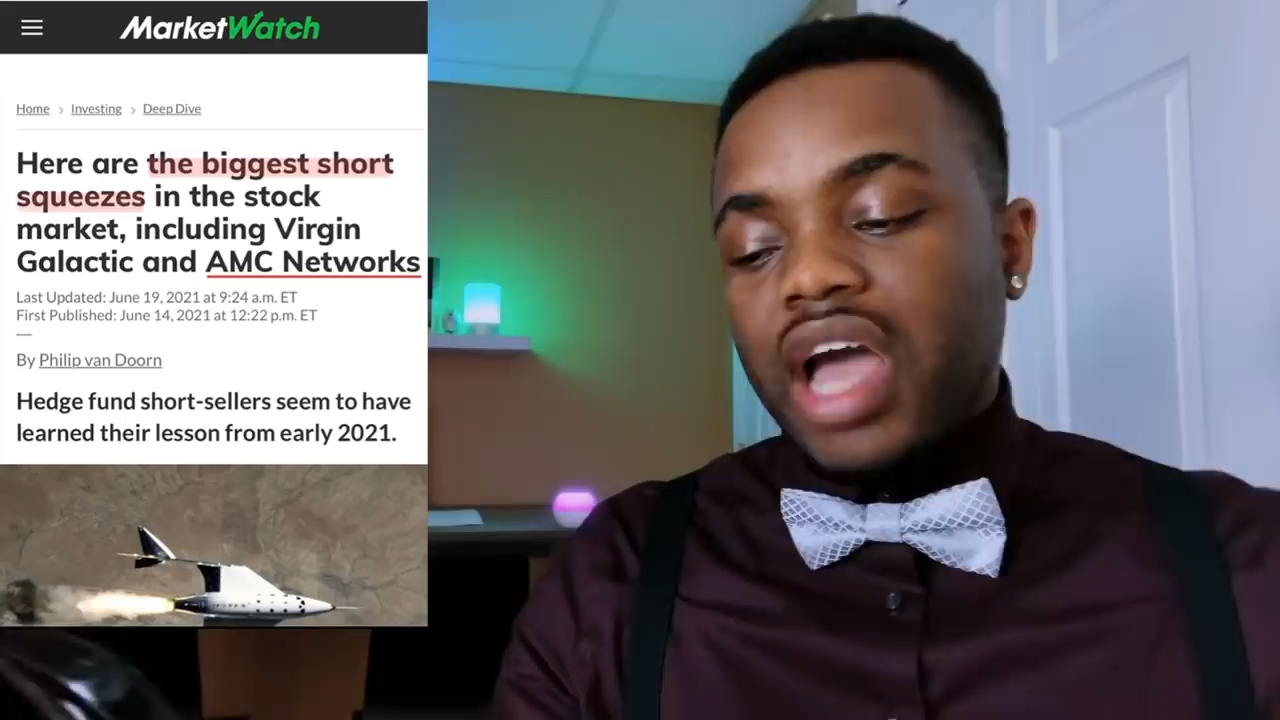 MarketWatch
Home > Investing > Deep Dive
Here are the biggest short
squeezes in the stock
market, including Virgin
Galactic and AMC Networks
Last Updated: June 19, 2021 at 9:24 a.m. ET
First Published: June 14, 2021 at 12:22 p.m. ET
By Philip van Doorn
Hedge fund short-sellers seem to have
learned their lesson from early 2021.